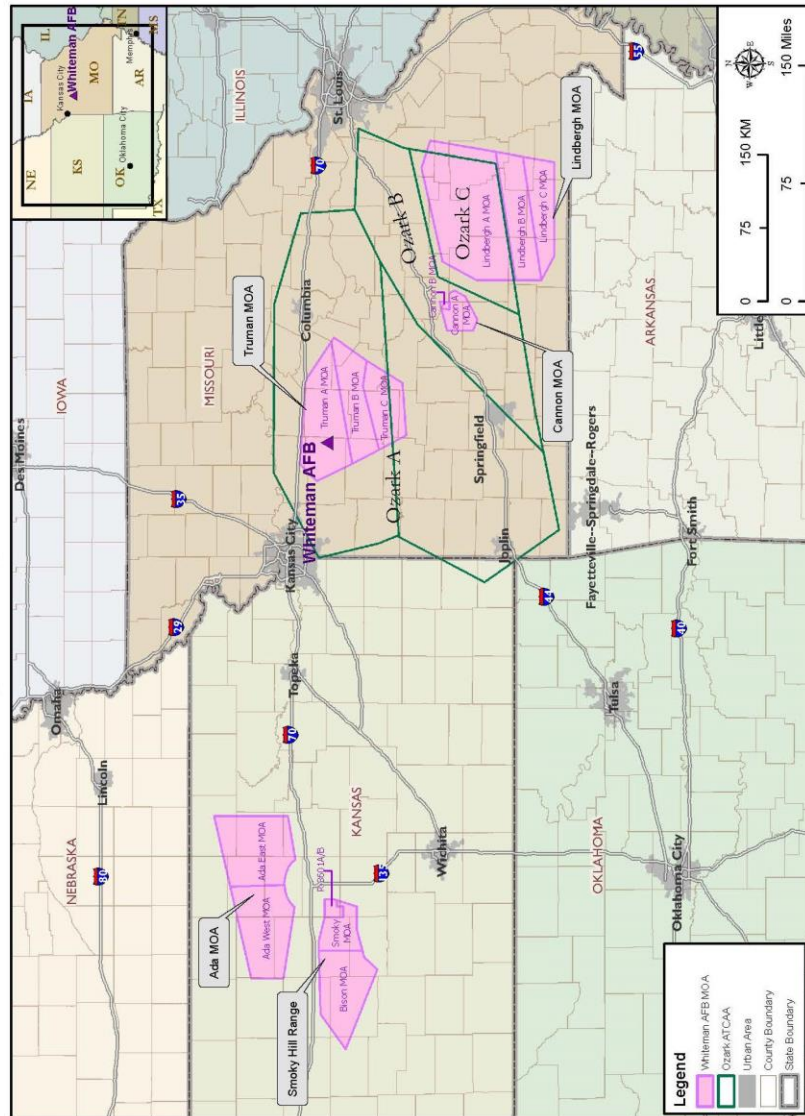 NE
IA
IL
Kansas City
Whiteman AFB
KS
MO
Oklahoma City
OK
AR
TN
Memphis
MS
TX
NEBRASKA
IOWA
ILLINOIS
MISSOURI
KANSAS
OKLAHOMA
ARKANSAS
Omaha
Lincoln
Des Moines
80
29
35
Topeka
70
Kansas City
Whiteman AFB
Columbia
70
St. Louis
55
Wichita
135
Joplin
44
Springfield
Tulsa
Fayetteville--Springdale--Rogers
Oklahoma City
40
Fort Smith
Little
Ada MOA
Ada West MOA
Ada East MOA
Smoky Hill Range
Bison MOA
Smoky
MOA
Truman MOA
Truman A MOA
Truman B MOA
Truman C MOA
Ozark A
Ozark B
Ozark C
Cannon B MOA
Cannon A
MOA
Cannon MOA
Lindbergh A MOA
Lindbergh B MOA
Lindbergh C MOA
Lindbergh MOA
Legend
Whiteman AFB MOA
Ozark ATCAA
Urban Area
County Boundary
State Boundary
N
E
S
W
0 75 150 KM
0 75 150 Miles